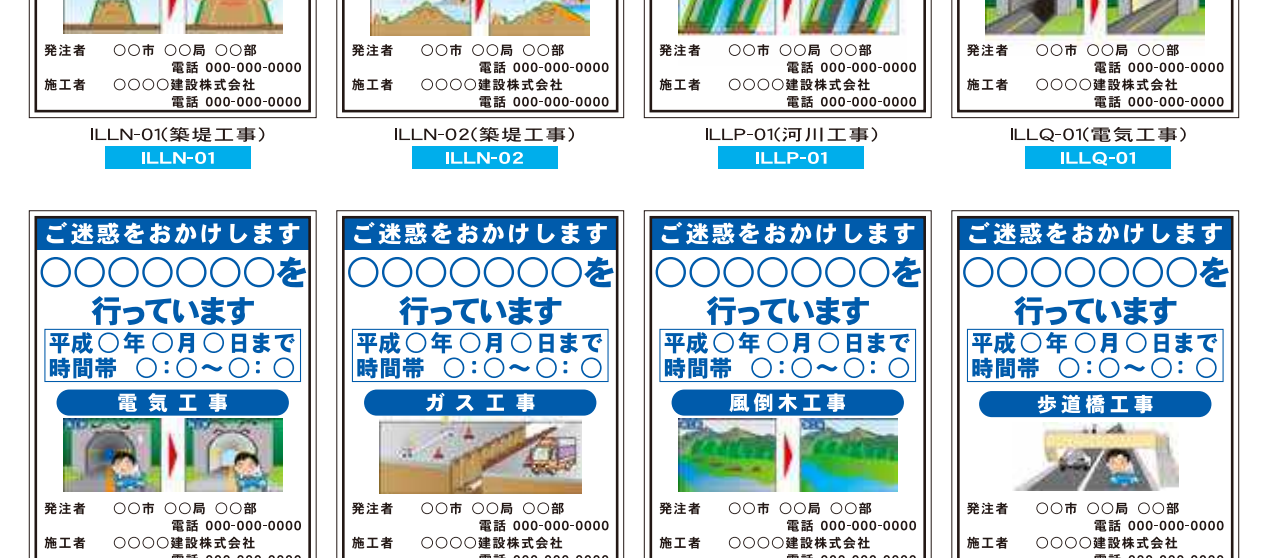 発注者 ○○市 ○○局 ○○部
電話 000-000-0000
施工者 ○○○○建設株式会社
電話 000-000-0000
ILLN-01(築堤工事)
ILLN-01
発注者 ○○市 ○○局 ○○部
電話 000-000-0000
施工者 ○○○○建設株式会社
電話 000-000-0000
ILLN-02(築堤工事)
ILLN-02
発注者 ○○市 ○○局 ○○部
電話 000-000-0000
施工者 ○○○○建設株式会社
電話 000-000-0000
ILLP-01(河川工事)
ILLP-01
発注者 ○○市 ○○局 ○○部
電話 000-000-0000
施工者 ○○○○建設株式会社
電話 000-000-0000
ILLQ-01(電気工事)
ILLQ-01
ご迷惑をおかけします
○○○○○○○を
行っています
平成○年○月○日まで
時間帯 ○:○〜○:○
電気工事
発注者 ○○市 ○○局 ○○部
電話 000-000-0000
施工者 ○○○○建設株式会社
ご迷惑をおかけします
○○○○○○○を
行っています
平成○年○月○日まで
時間帯 ○:○〜○:○
ガス工事
発注者 ○○市 ○○局 ○○部
電話 000-000-0000
施工者 ○○○○建設株式会社
ご迷惑をおかけします
○○○○○○○を
行っています
平成○年○月○日まで
時間帯 ○:○〜○:○
風倒木工事
発注者 ○○市 ○○局 ○○部
電話 000-000-0000
施工者 ○○○○建設株式会社
ご迷惑をおかけします
○○○○○○○を
行っています
平成○年○月○日まで
時間帯 ○:○〜○:○
歩道橋工事
発注者 ○○市 ○○局 ○○部
電話 000-000-0000
施工者 ○○○○建設株式会社